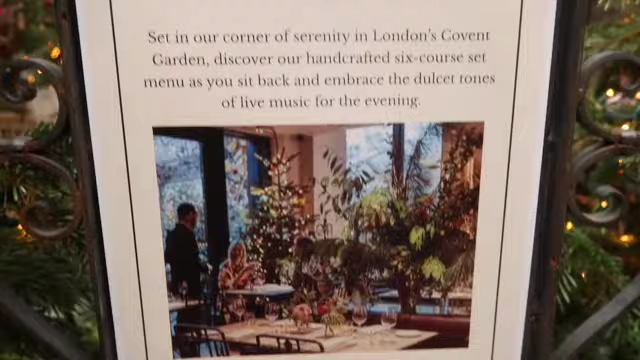 Set in our corner of serenity in London's Covent
Garden, discover our handcrafted six-course set
menu as you sit back and embrace the dulcet tones
of live music for the evening.